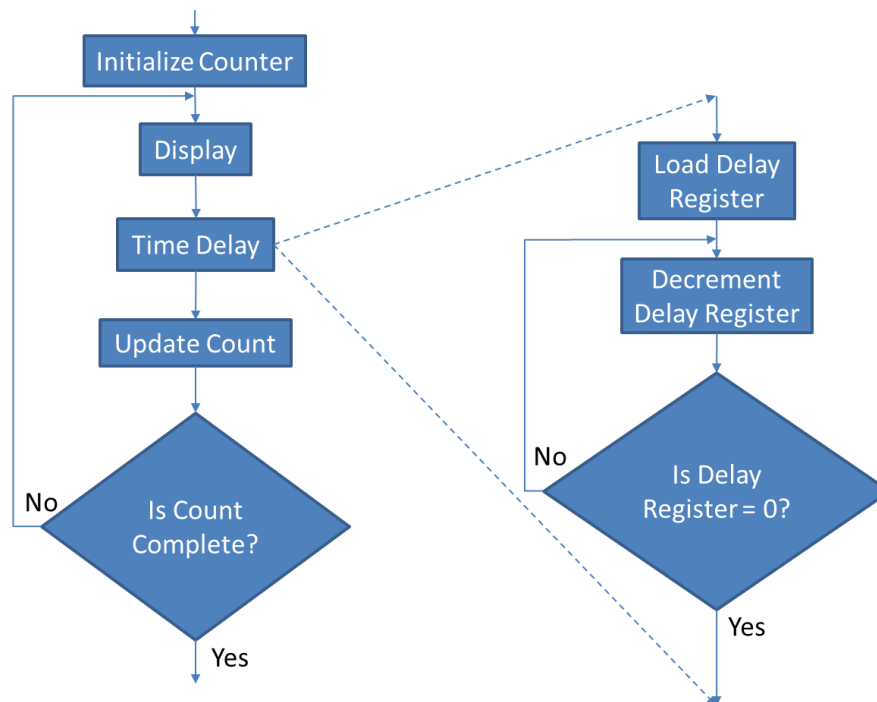 Initialize Counter
Display
Time Delay
Update Count
Is Count
Complete?
No
Yes
Load Delay
Register
Decrement
Delay Register
Is Delay
Register = 0?
No
Yes